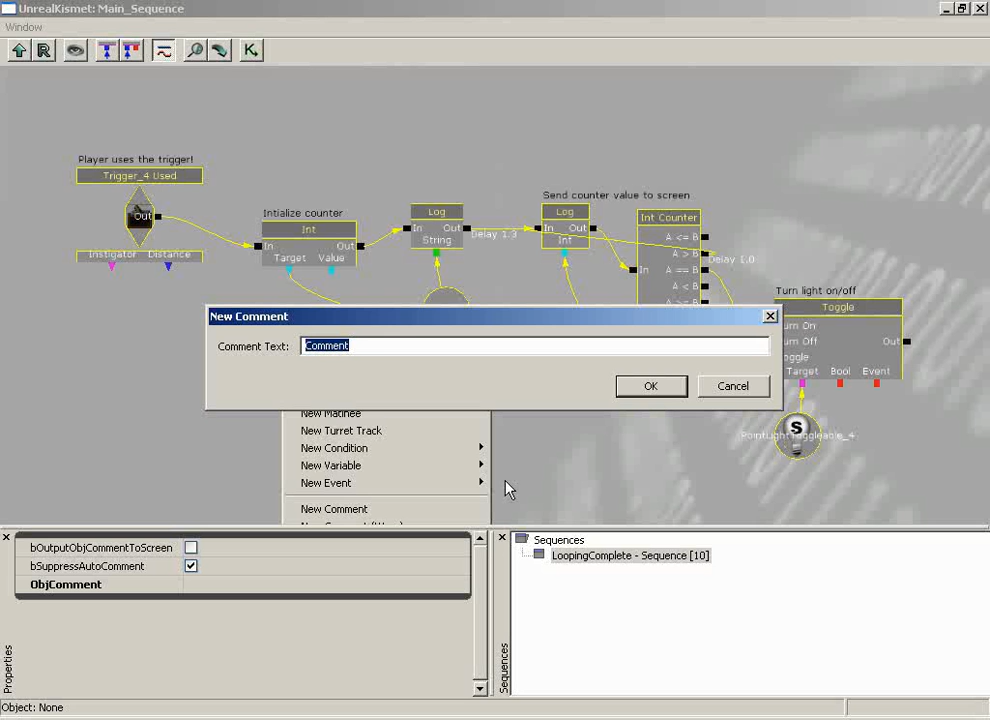 UnrealKismet: Main_Sequence
Window
R
K
Player uses the trigger!
Trigger_4 Used
Out
Instigator Distance
Intialize counter
Int
In Out
Target Value
Log
In Out
String
Delay 1.3
Send counter value to screen
Log
In Out
Int
Int Counter
A <= B
A > B
In A == B
A < B
Delay 1.0
Turn light on/off
Toggle
urn On
urn Off Out
oggle
Target Bool Event
S
PointLightToggleable_4
New Comment
Comment Text: Comment
OK Cancel
New Matinee
New Turret Track
New Condition
New Variable
New Event
New Comment
bOutputObjCommentToScreen
bSuppressAutoComment
ObjComment
Properties
Sequences
Sequences
LoopingComplete - Sequence [10]
Object: None